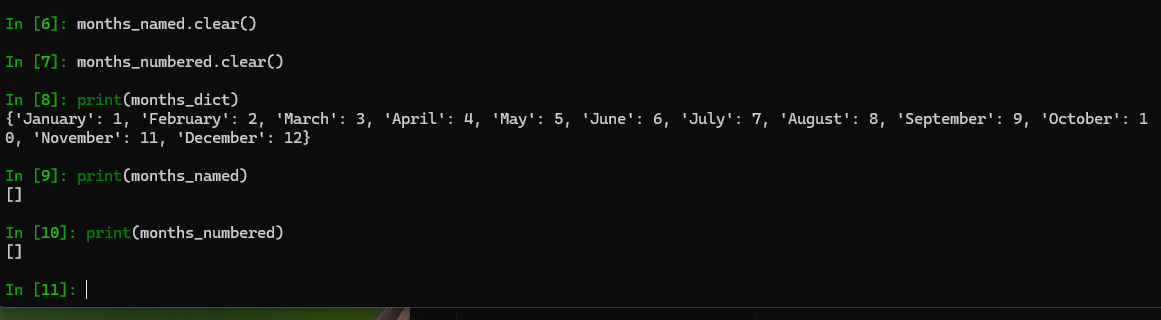 In [6]: months_named.clear()
In [7]: months_numbered.clear()
In [8]: print(months_dict)
{'January': 1, 'February': 2, 'March': 3, 'April': 4, 'May': 5, 'June': 6, 'July': 7, 'August': 8, 'September': 9, 'October': 1
0, 'November': 11, 'December': 12}
In [9]: print(months_named)
[]
In [10]: print(months_numbered)
[]
In [11]: